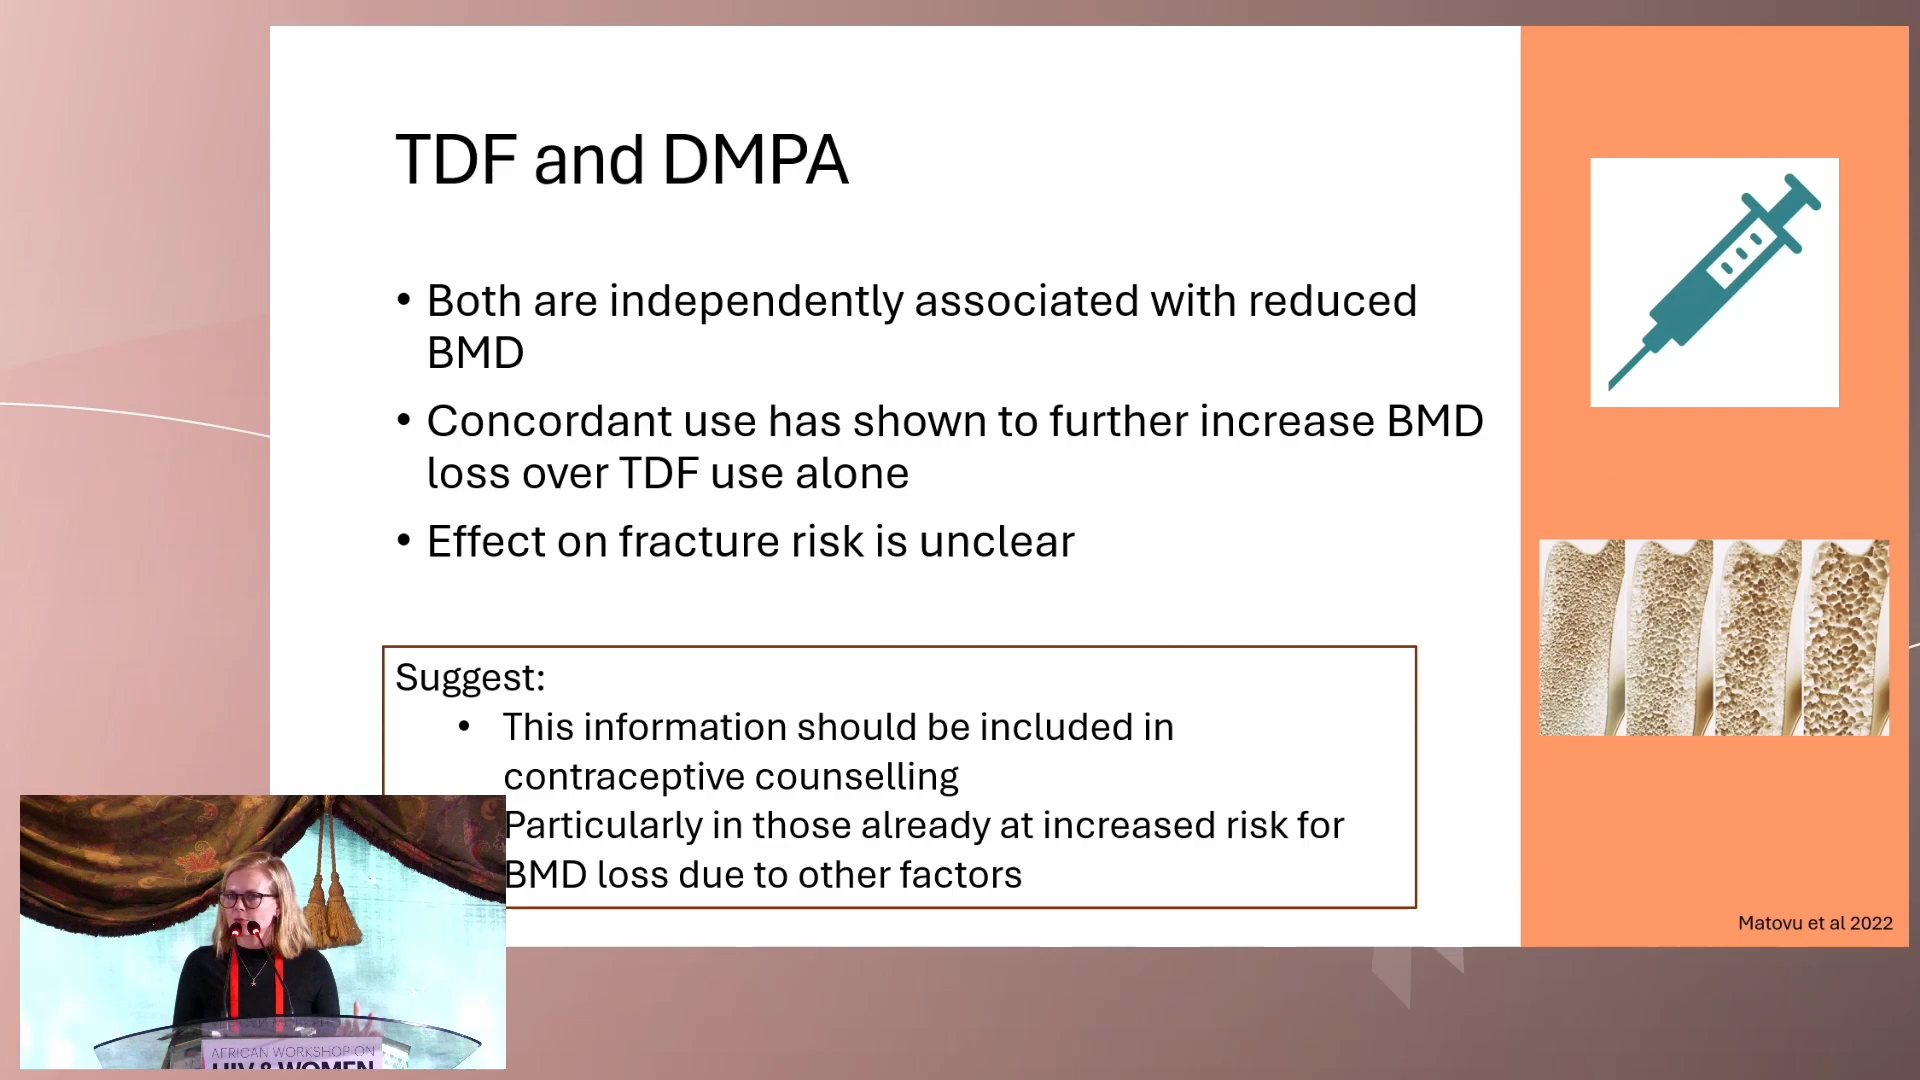 TDF and DMPA
• Both are independently associated with reduced
BMD
• Concordant use has shown to further increase BMD
loss over TDF use alone
• Effect on fracture risk is unclear
Suggest:
• This information should be included in
contraceptive counselling
Particularly in those already at increased risk for
BMD loss due to other factors
Matovu et al 2022
AFRICAN WORKSHOP ON
HIV & WOMEN